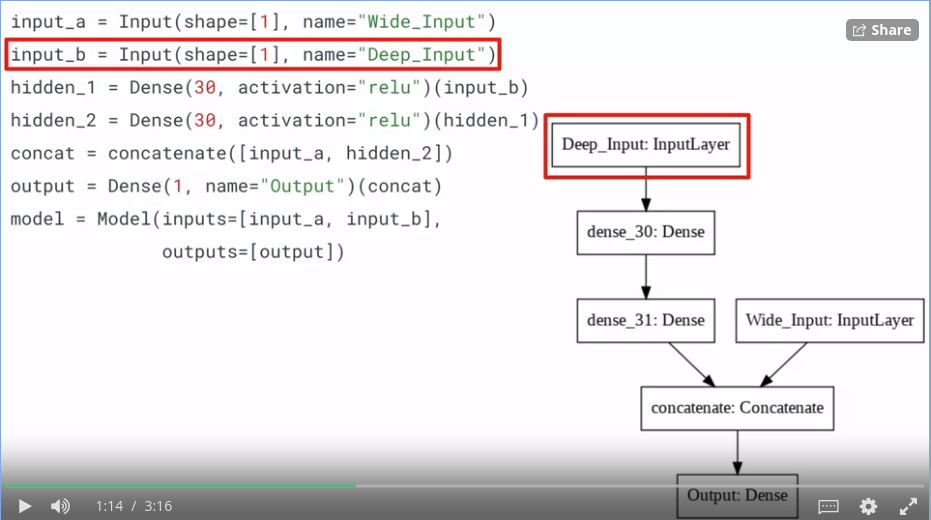 input_a = Input(shape=[1], name="Wide_Input")
input_b = Input(shape=[1], name="Deep_Input")
hidden_1 = Dense(30, activation="relu")(input_b)
hidden_2 = Dense(30, activation="relu")(hidden_1)
concat = concatenate([input_a, hidden_2])
output = Dense(1, name="Output")(concat)
model = Model(inputs=[input_a, input_b],
outputs=[output])
Share
Deep_Input: InputLayer
dense_30: Dense
dense_31: Dense
Wide_Input: InputLayer
concatenate: Concatenate
Output: Dense
1:14 / 3:16